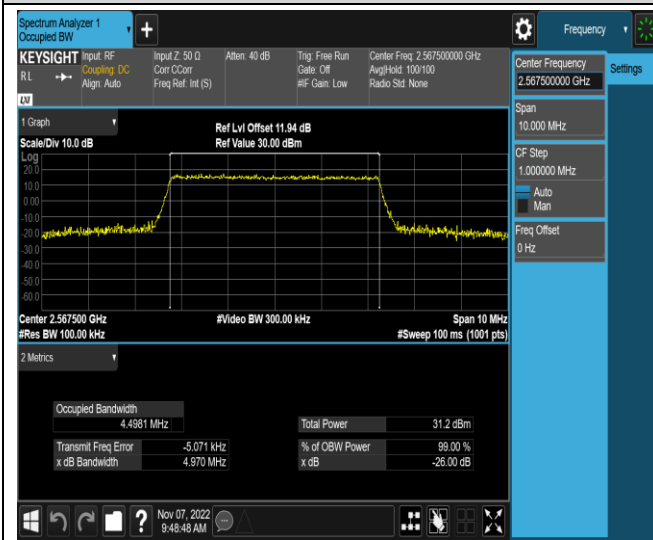 Spectrum Analyzer 1
Occupied BW
+
Frequency
KEYSIGHT
RL
Input: RF
Coupling: DC
Align: Auto
Input Z: 50 Ω
Corr CCorr
Freq Ref: Int (S)
Atten: 40 dB
Trig: Free Run
Gate: Off
#IF Gain: Low
Center Freq: 2.567500000 GHz
Avg|Hold: 100/100
Radio Std: None
LXI
1 Graph
Scale/Div 10.0 dB
Ref Lvl Offset 11.94 dB
Ref Value 30.00 dBm
Log
20.0
10.0
0.00
-10.0
-20.0
-30.0
-40.0
-50.0
-60.0
Center 2.567500 GHz
#Res BW 100.00 kHz
#Video BW 300.00 kHz
Span 10 MHz
#Sweep 100 ms (1001 pts)
2 Metrics
Occupied Bandwidth
4.4981 MHz
Transmit Freq Error -5.071 kHz
x dB Bandwidth 4.970 MHz
Total Power 31.2 dBm
% of OBW Power 99.00 %
x dB -26.00 dB
Center Frequency
2.567500000 GHz
Settings
Span
10.000 MHz
CF Step
1.000000 MHz
Auto
Man
Freq Offset
0 Hz
?
Nov 07, 2022
9:48:48 AM